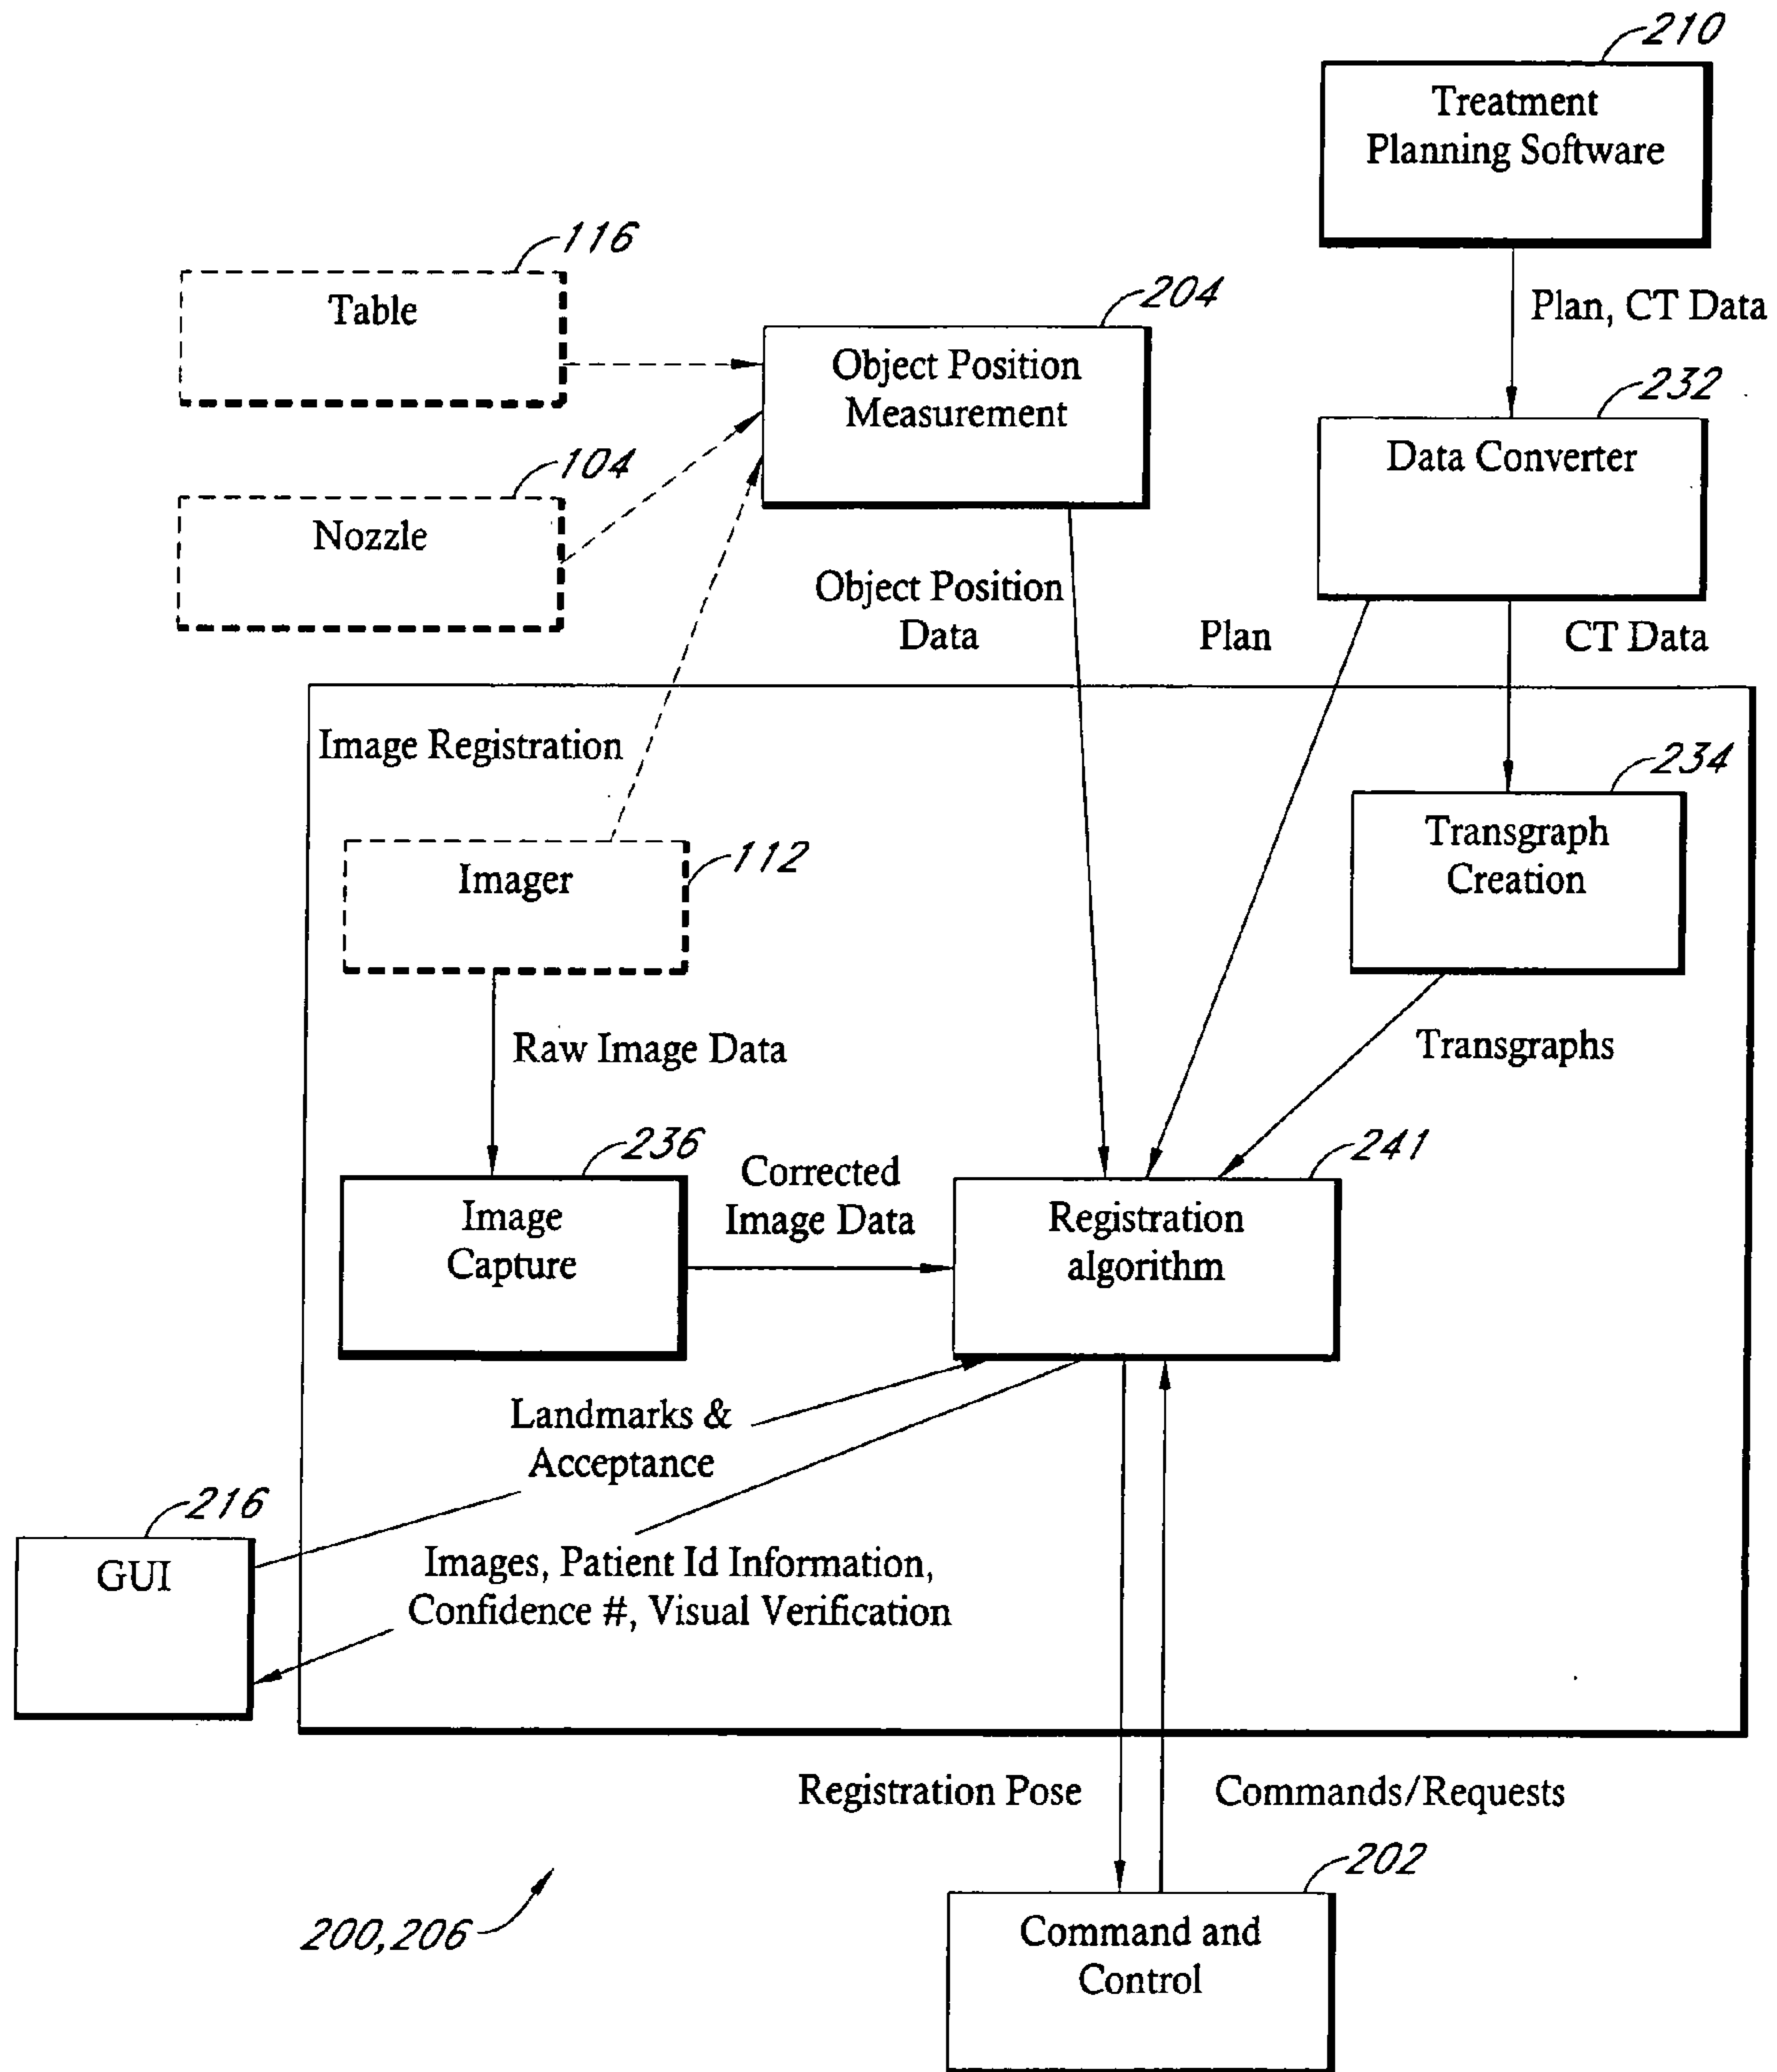 210
Treatment
Planning Software
116
Table
204
Object Position
Measurement
Plan, CT Data
232
Data Converter
104
Nozzle
Object Position
Data
Plan
CT Data
Image Registration
234
Transgraph
Creation
112
Imager
Raw Image Data
Transgraphs
236
Image
Capture
Corrected
Image Data
241
Registration
algorithm
Landmarks &
Acceptance
216
GUI
Images, Patient Id Information,
Confidence #, Visual Verification
Registration Pose
Commands/Requests
202
Command and
Control
200,206